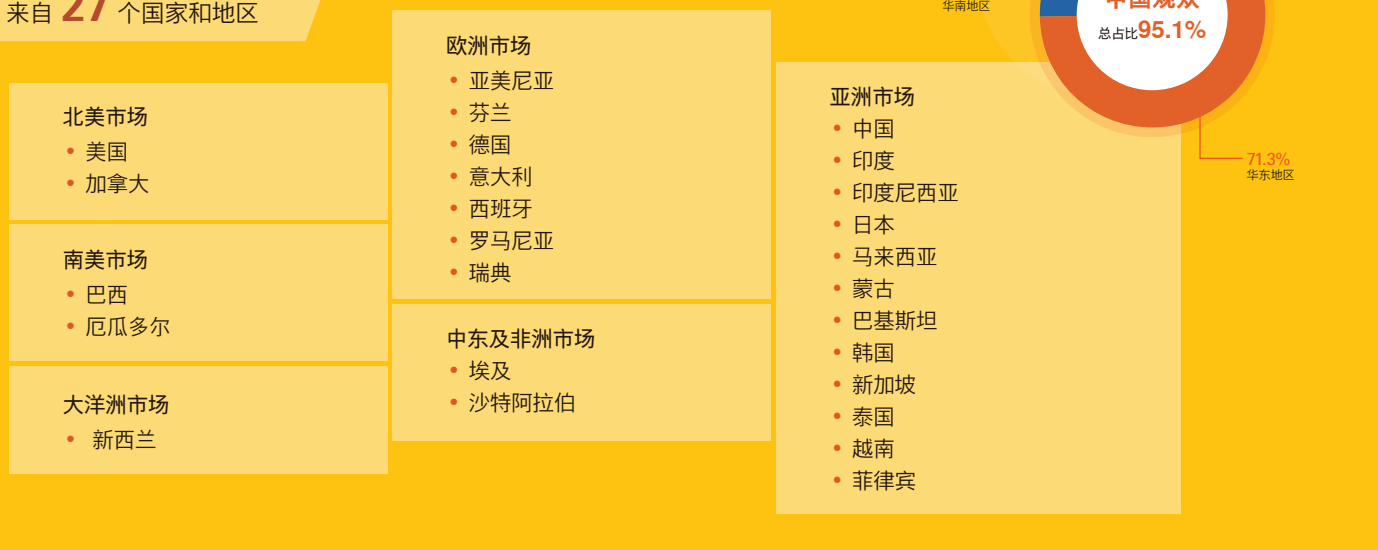 来自 27 个国家和地区
北美市场
• 美国
• 加拿大
南美市场
• 巴西
• 厄瓜多尔
大洋洲市场
• 新西兰
欧洲市场
• 亚美尼亚
• 芬兰
• 德国
• 意大利
• 西班牙
• 罗马尼亚
• 瑞典
中东及非洲市场
• 埃及
• 沙特阿拉伯
亚洲市场
• 中国
• 印度
• 印度尼西亚
• 日本
• 马来西亚
• 蒙古
• 巴基斯坦
• 韩国
• 新加坡
• 泰国
• 越南
• 菲律宾
华南地区
中国观众
总占比95.1%
71.3%
华东地区